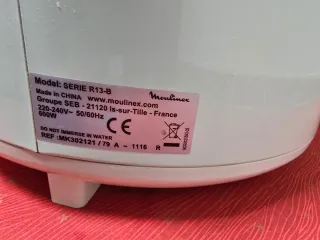 Model: SERIE R13-B
Moulinex
Made in CHINA www.moulinex.com
Groupe SEB - 21120 Is-sur-Tille - France
220-240V~ 50/60Hz
600W
CE
DO NOT IMMERSE IN WATER
REF : MK302121 / 79 A - 1116 R